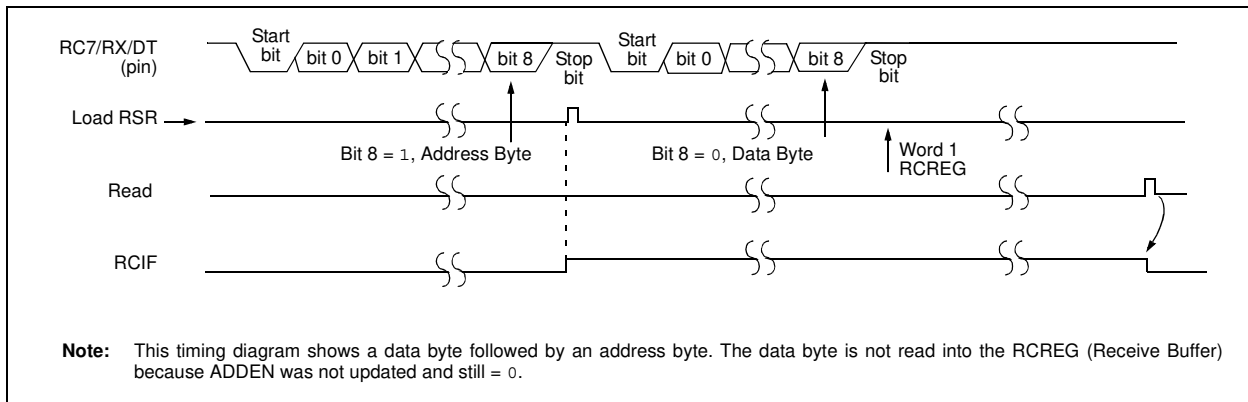 RC7/RX/DT
(pin)
Start
bit
bit 0
bit 1
bit 8
Stop
bit
Start
bit
bit 0
bit 8
Stop
bit
Load RSR
Bit 8 = 1, Address Byte
Bit 8 = 0, Data Byte
Word 1
RCREG
Read
RCIF
Note: This timing diagram shows a data byte followed by an address byte. The data byte is not read into the RCREG (Receive Buffer)
because ADDEN was not updated and still = 0.